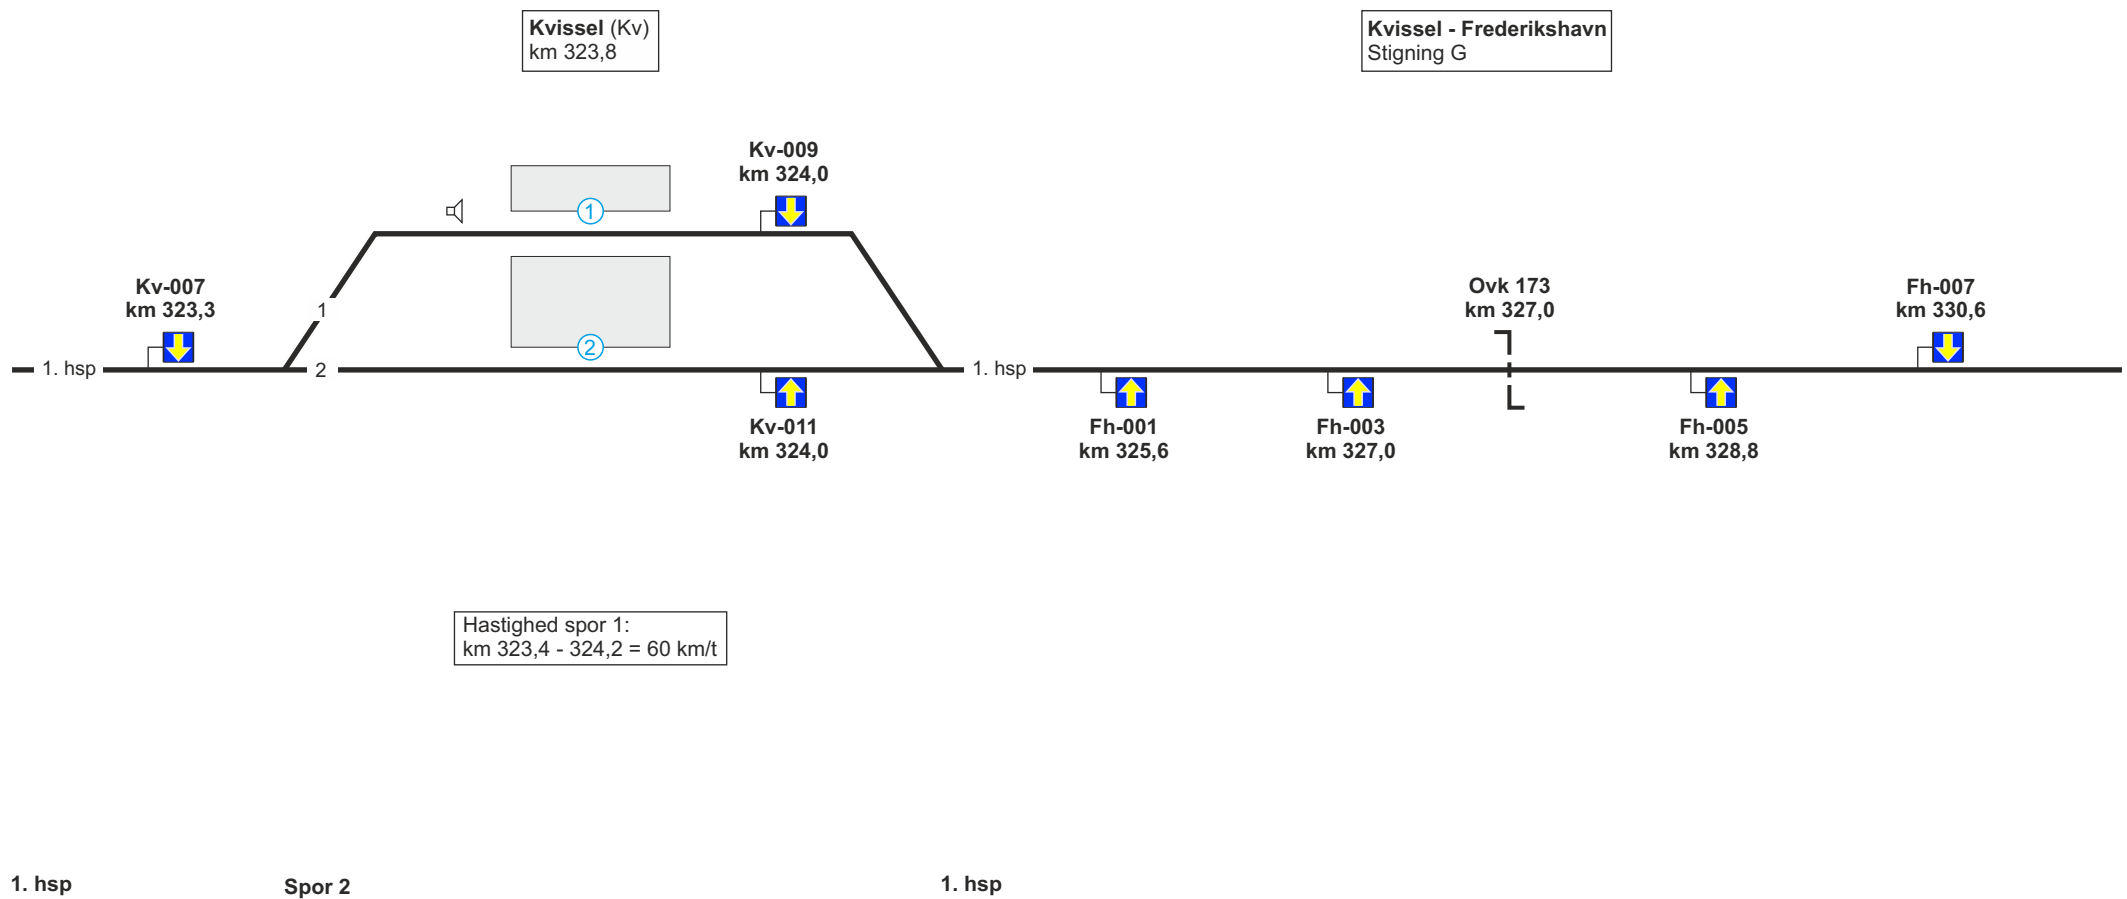 Kvissel (Kv)
km 323,8
Kvissel - Frederikshavn
Stigning G
Kv-009
km 324,0
1
Kv-007
km 323,3
1
Ovk 173
km 327,0
Fh-007
km 330,6
2
1. hsp
2
1. hsp
Kv-011
km 324,0
Fh-001
km 325,6
Fh-003
km 327,0
Fh-005
km 328,8
Hastighed spor 1:
km 323,4 - 324,2 = 60 km/t
1. hsp
Spor 2
1. hsp